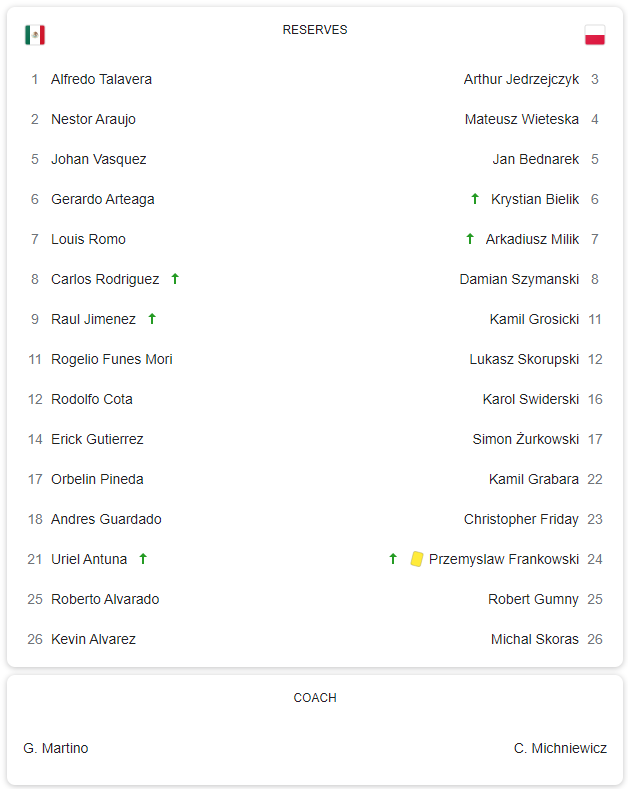 RESERVES
1 Alfredo Talavera Arthur Jedrzejczyk 3
2 Nestor Araujo Mateusz Wieteska 4
5 Johan Vasquez Jan Bednarek 5
6 Gerardo Arteaga Krystian Bielik 6
7 Louis Romo Arkadiusz Milik 7
8 Carlos Rodriguez Damian Szymanski 8
9 Raul Jimenez Kamil Grosicki 11
11 Rogelio Funes Mori Lukasz Skorupski 12
12 Rodolfo Cota Karol Swiderski 16
14 Erick Gutierrez Simon Żurkowski 17
17 Orbelin Pineda Kamil Grabara 22
18 Andres Guardado Christopher Friday 23
21 Uriel Antuna Przemyslaw Frankowski 24
25 Roberto Alvarado Robert Gumny 25
26 Kevin Alvarez Michal Skoras 26
COACH
G. Martino C. Michniewicz